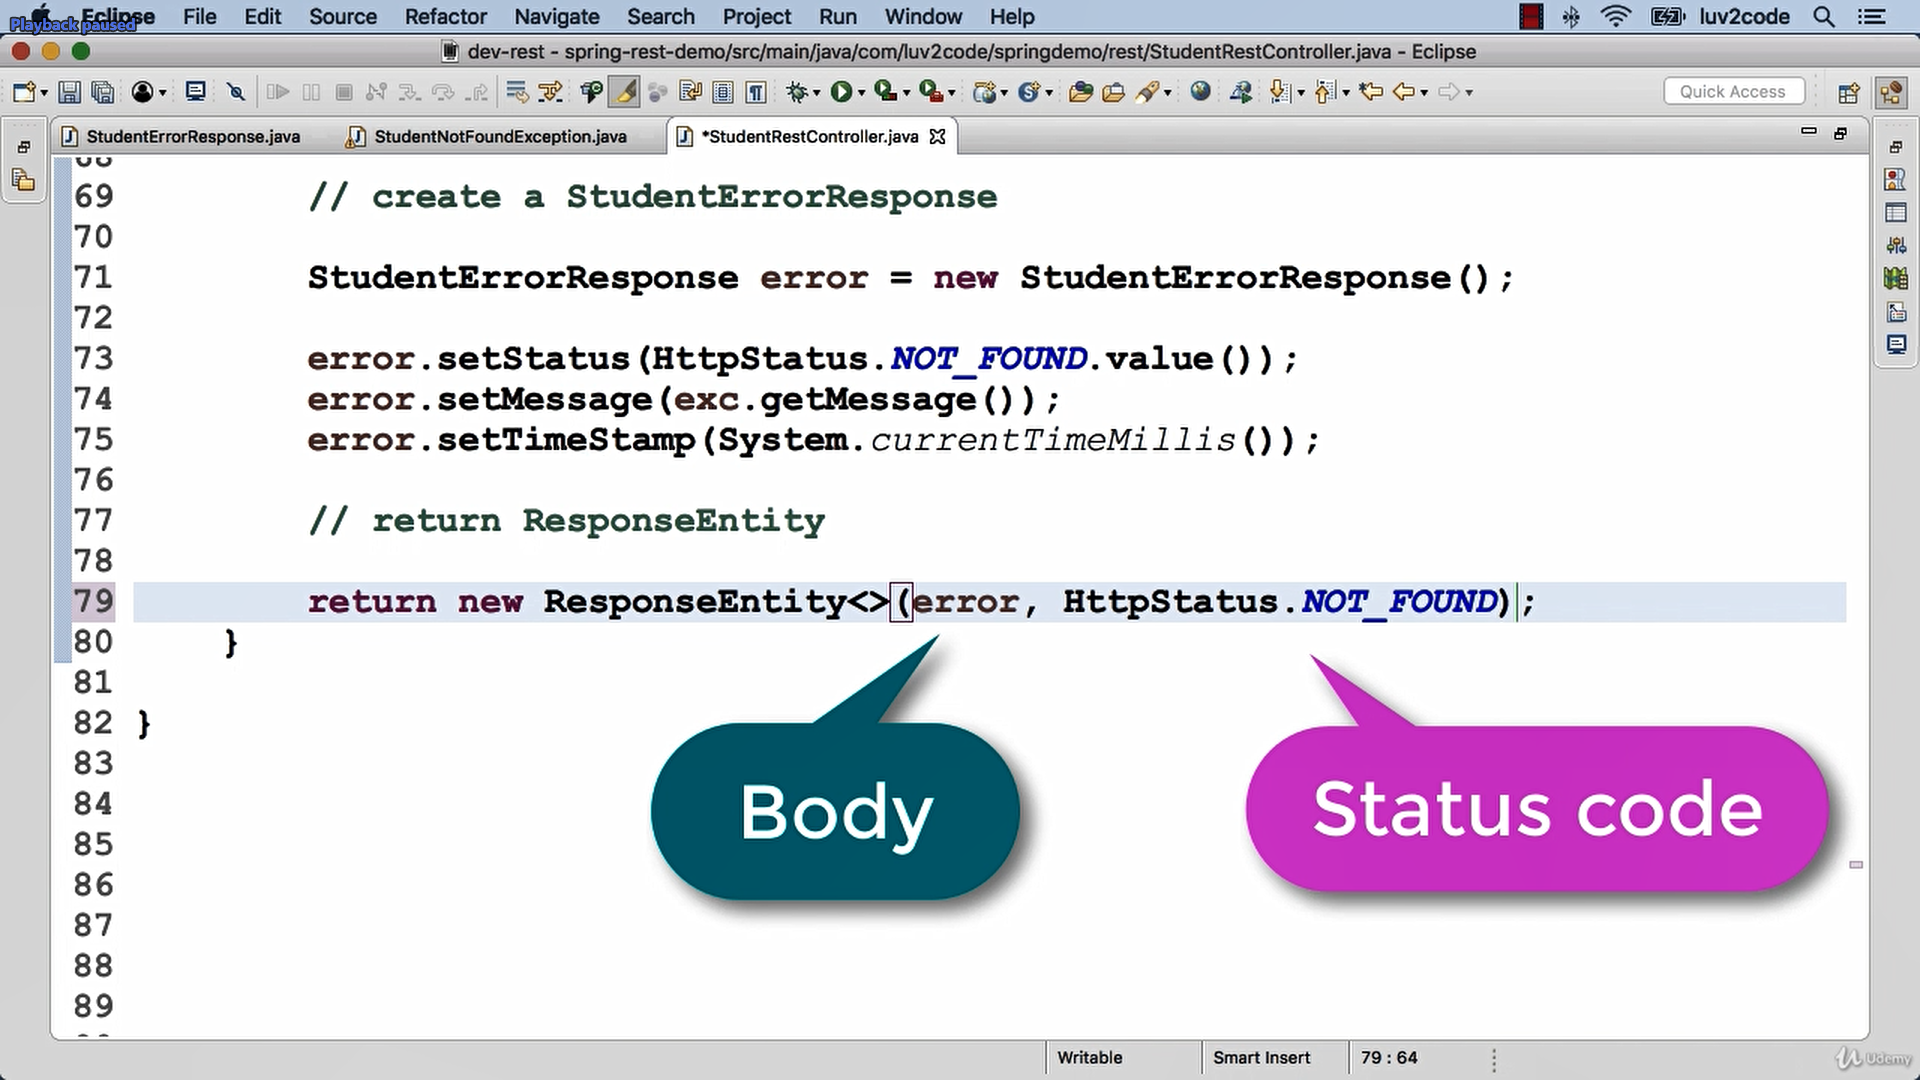 Eclipse File Edit Source Refactor Navigate Search Project Run Window Help luv2code
Playback paused
dev-rest - spring-rest-demo/src/main/java/com/luv2code/springdemo/rest/StudentRestController.java - Eclipse
Quick Access
StudentErrorResponse.java StudentNotFoundException.java *StudentRestController.java
68
69 // create a StudentErrorResponse
70
71 StudentErrorResponse error = new StudentErrorResponse();
72
73 error.setStatus(HttpStatus.NOT_FOUND.value());
74 error.setMessage(exc.getMessage());
75 error.setTimeStamp(System.currentTimeMillis());
76
77 // return ResponseEntity
78
79 return new ResponseEntity<>(error, HttpStatus.NOT_FOUND);
80 }
81
82 }
83
84
85
86
87
88
89
Body
Status code
Writable Smart Insert 79 : 64
Udemy